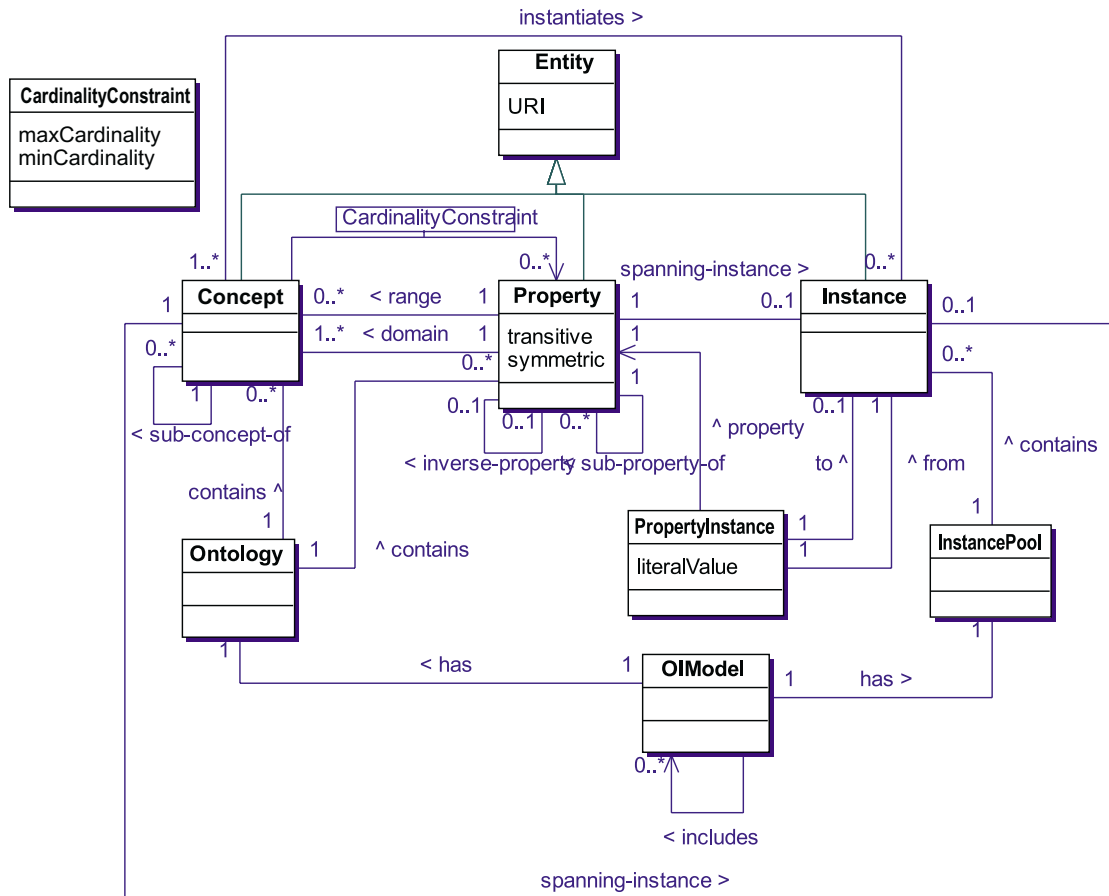 instantiates >
Entity
URI
CardinalityConstraint
maxCardinality
minCardinality
CardinalityConstraint
1..*
0..*
0..*
spanning-instance >
Concept
Property
Instance
1
0..*
< range
1
1
0..1
0..1
1..*
< domain
1
transitive
symmetric
1
0..*
0..*
0..*
1
1
0..*
0..1
0..1
0..*
0..1
1
< sub-concept-of
< inverse-property
< sub-property-of
^ property
to ^
^ from
^ contains
contains ^
1
1
^ contains
Ontology
PropertyInstance
literalValue
1
1
1
InstancePool
1
1
< has
1
OIModel
1
has >
0..*
< includes
spanning-instance >